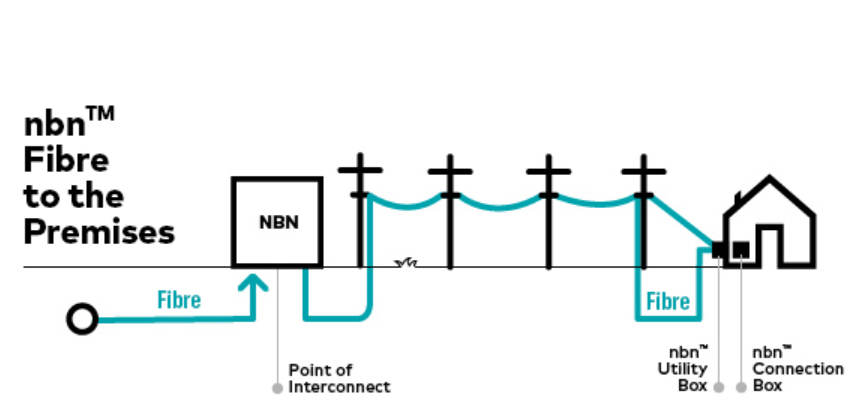 nbn™
Fibre
to the
Premises
NBN
Fibre
Fibre
Point of
Interconnect
nbn™
Utility
Box
nbn™
Connection
Box